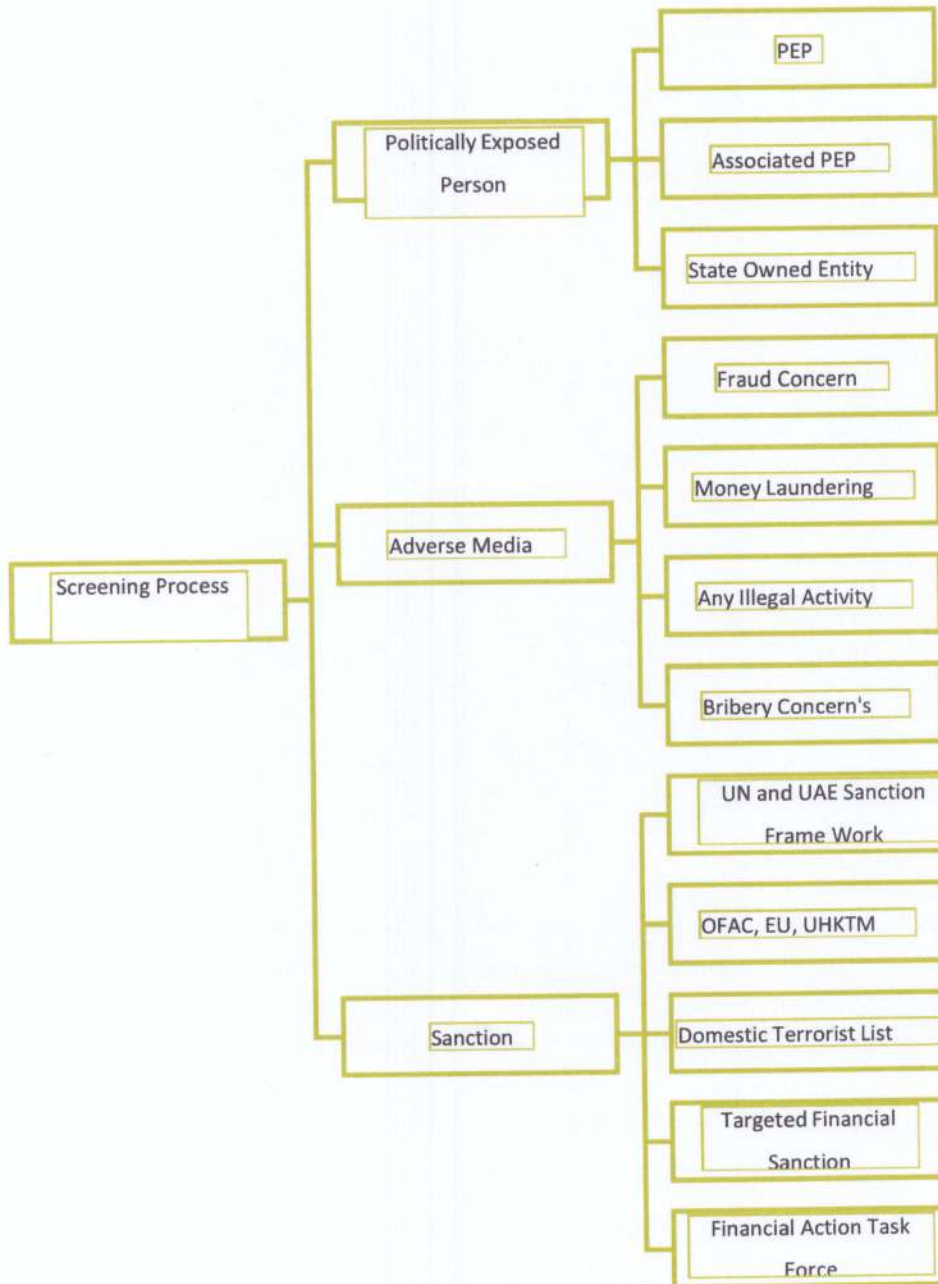 PEP
Politically Exposed
Person
Associated PEP
State Owned Entity
Fraud Concern
Money Laundering
Adverse Media
Screening Process
Any Illegal Activity
Bribery Concern's
UN and UAE Sanction
Frame Work
OFAC, EU, UHKTM
Sanction
Domestic Terrorist List
Targeted Financial
Sanction
Financial Action Task
Force